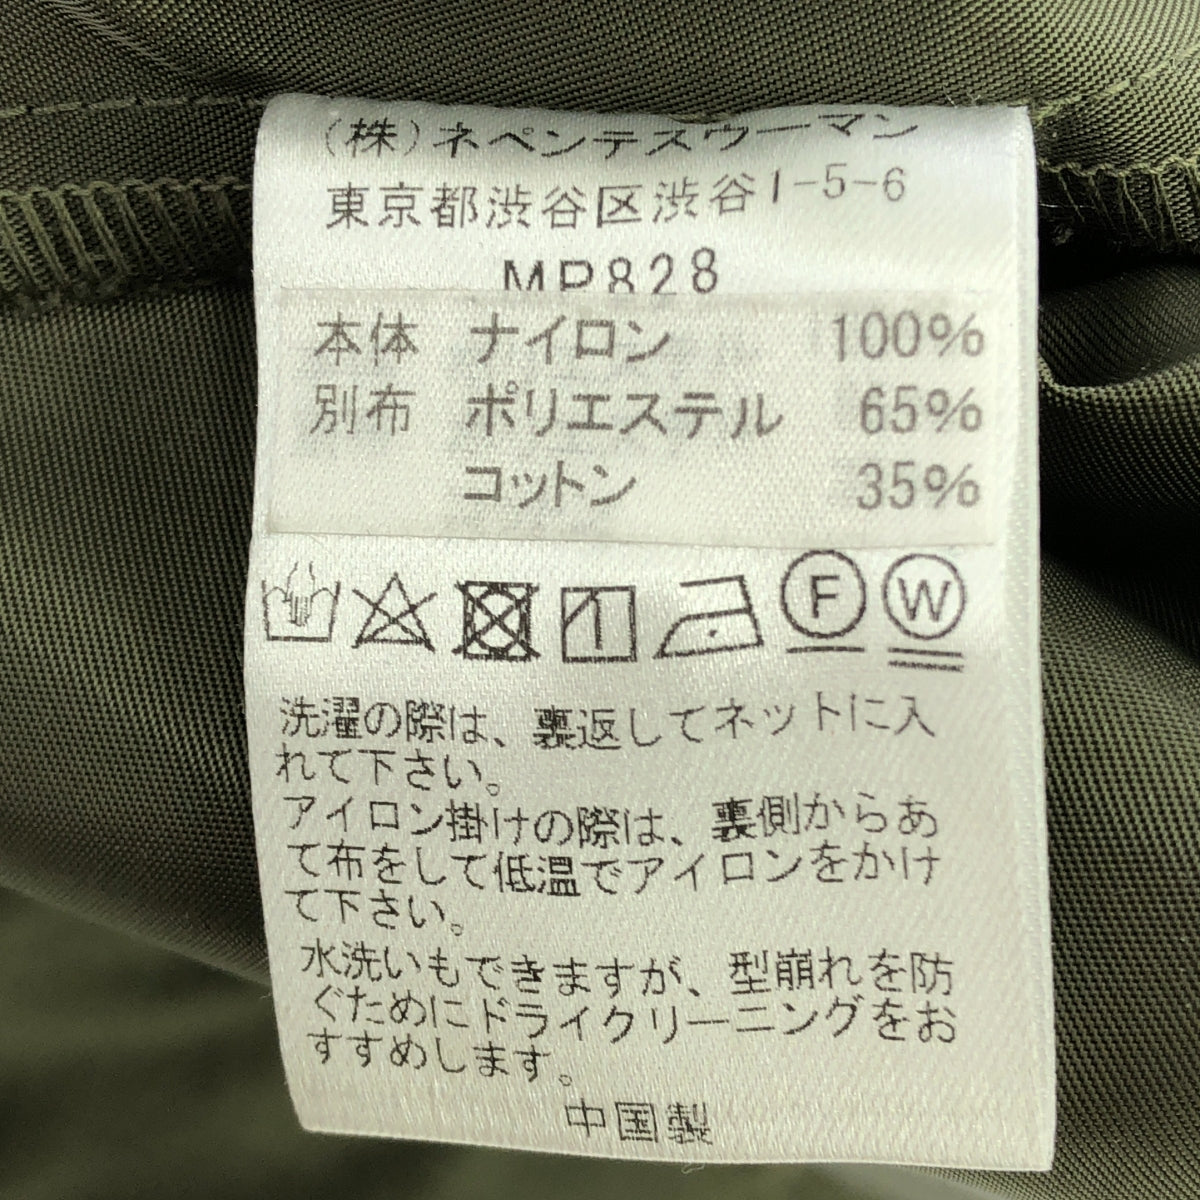 (株)ネペンテスウーマン
東京都渋谷区渋谷1-5-6
MP828
本体 ナイロン 100%
別布 ポリエステル 65%
コットン 35%
F W
洗濯の際は、裏返してネットに入
れて下さい。
アイロン掛けの際は、裏側からあ
て布をして低温でアイロンをかけ
て下さい。
水洗いもできますが、型崩れを防
ぐためにドライクリーニングをお
すすめします。
中国製